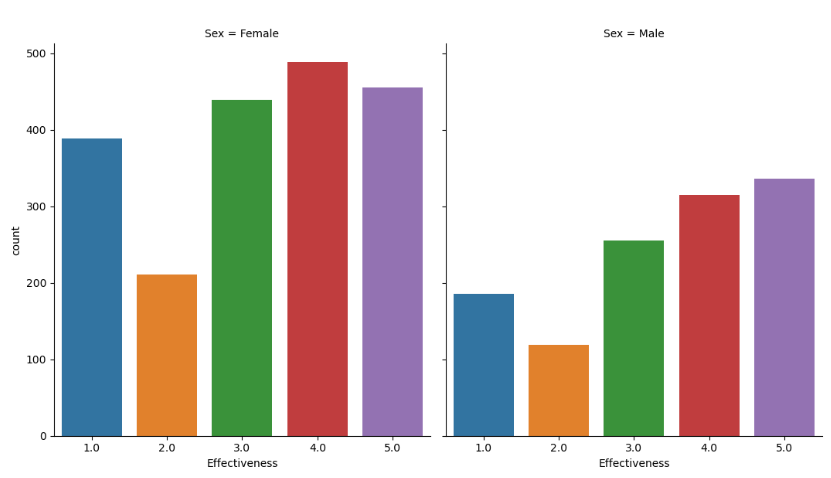 Sex = Female
Sex = Male
500
400
300
200
100
0
count
1.0 2.0 3.0 4.0 5.0
Effectiveness
1.0 2.0 3.0 4.0 5.0
Effectiveness